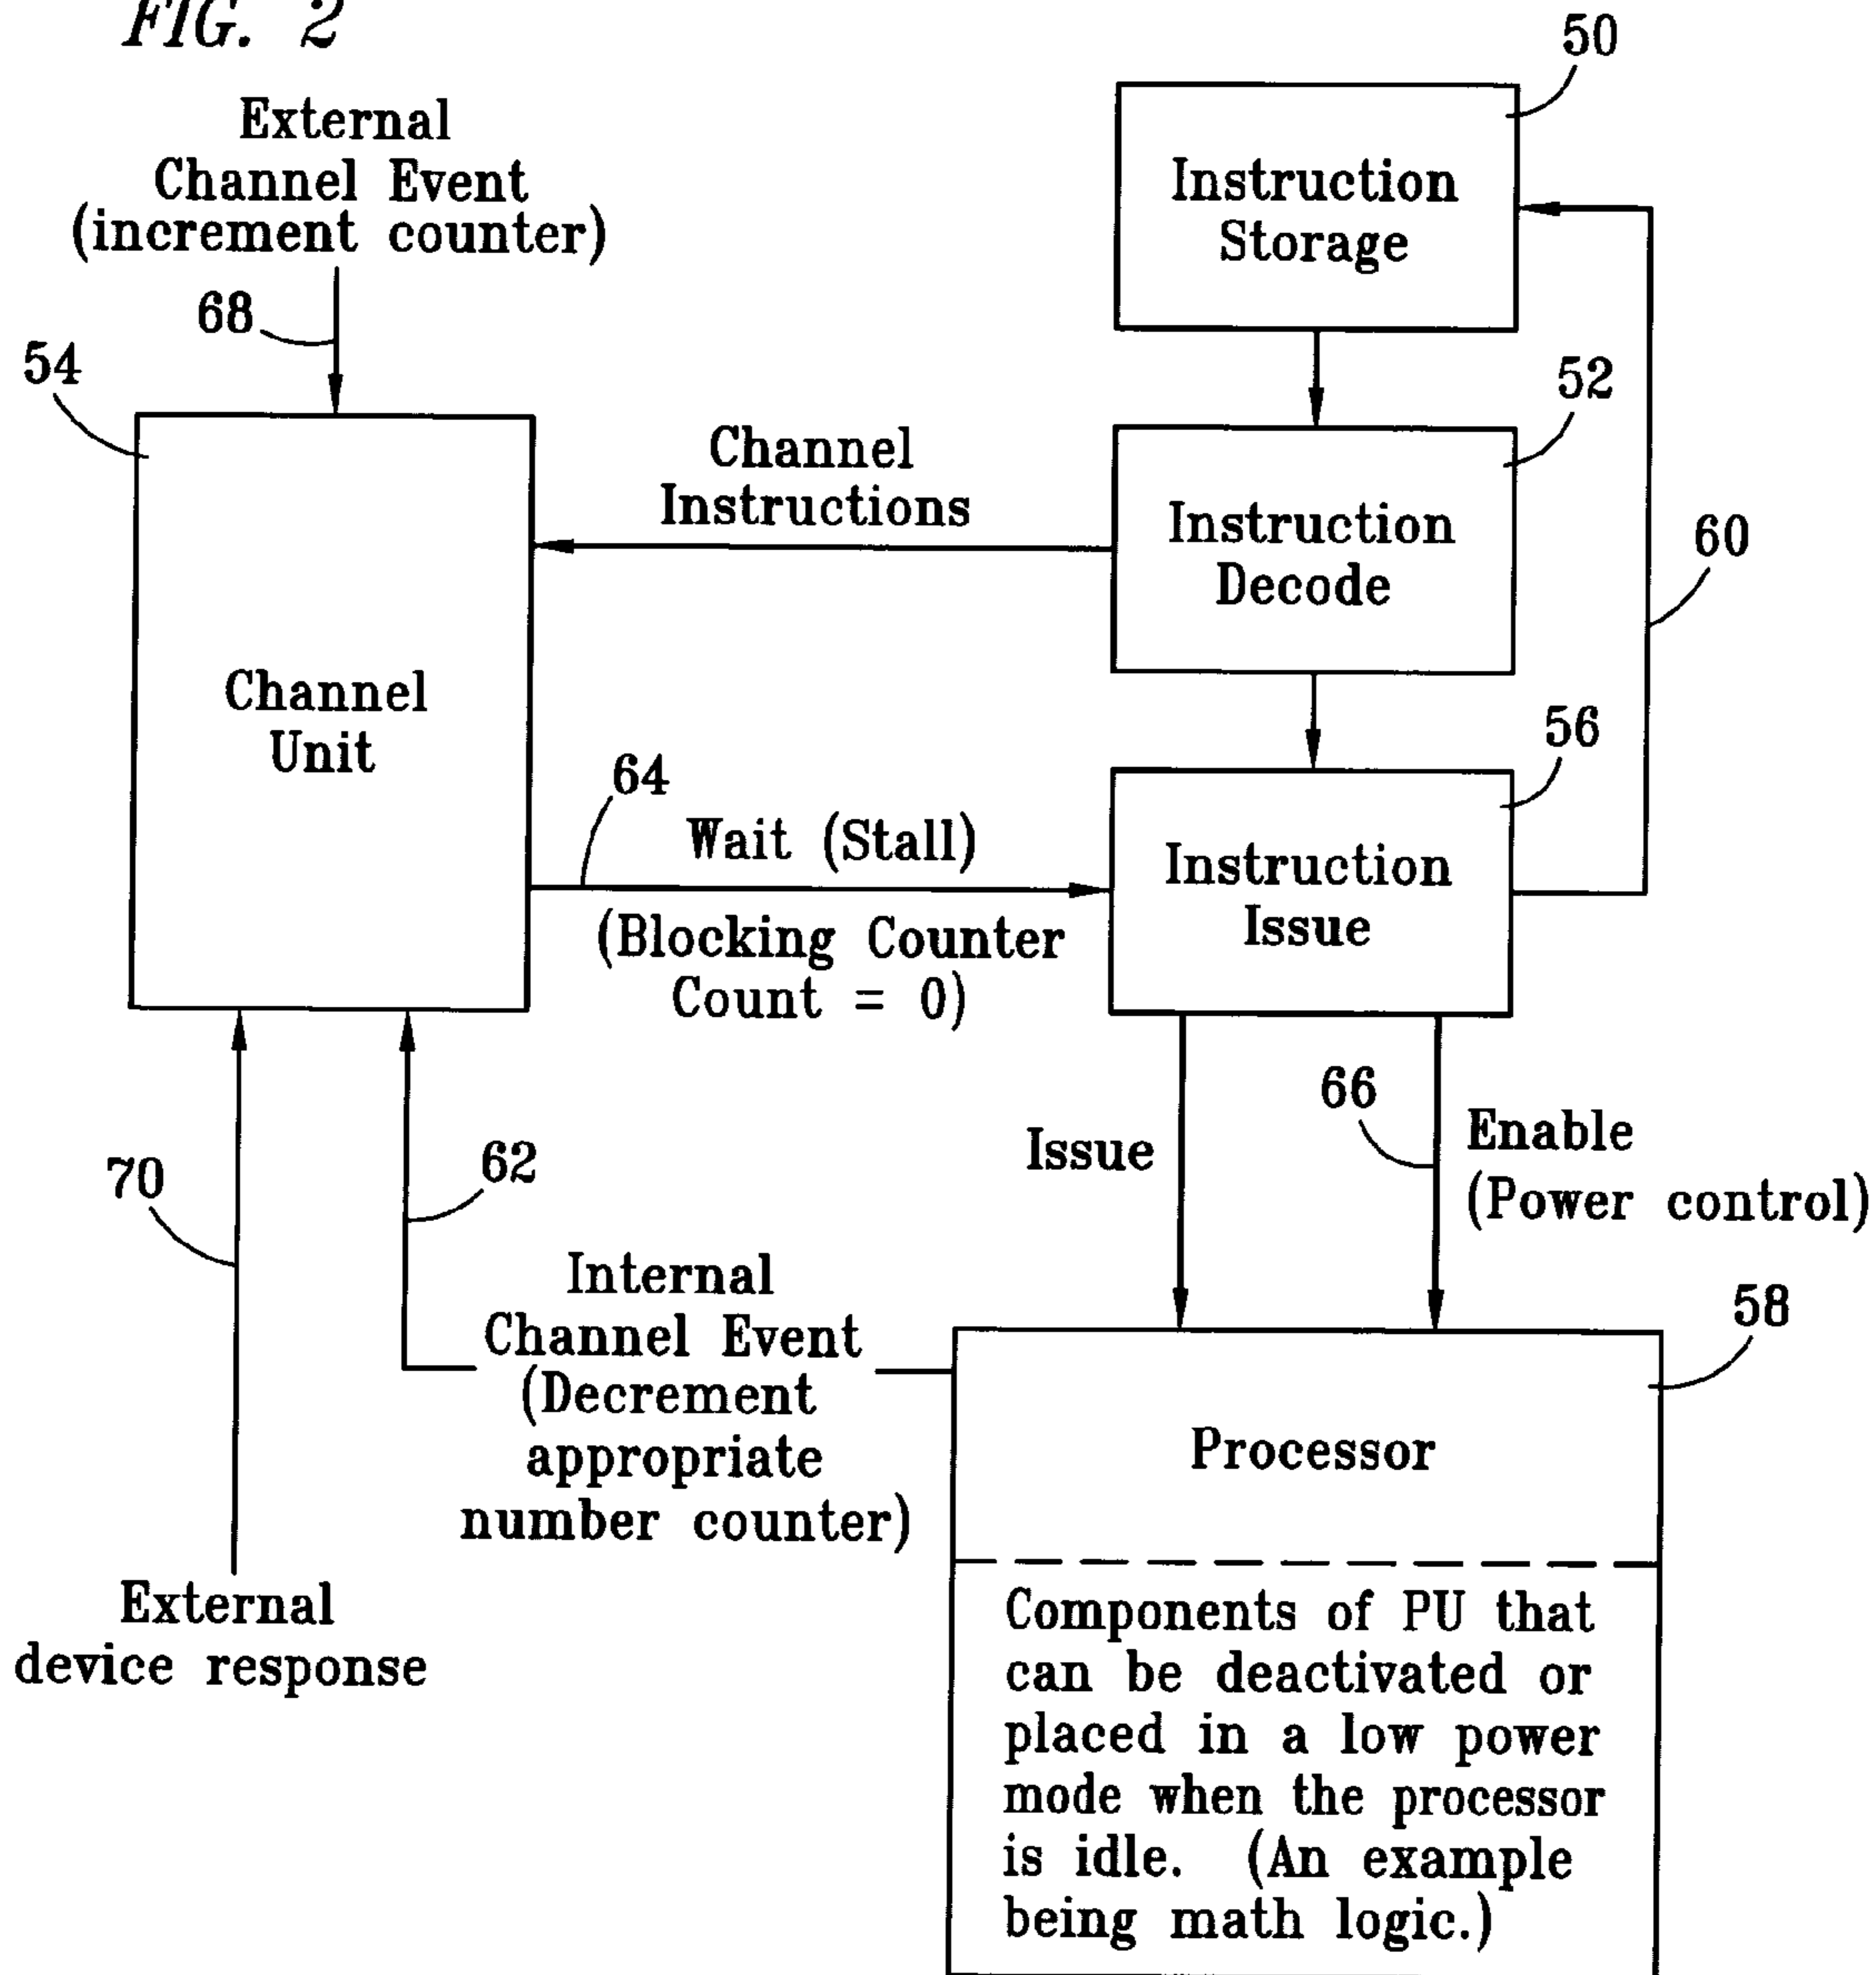 FIG. 2
50
External
Channel Event
(increment counter)
Instruction
Storage
68
54
52
Channel
Instructions
Instruction
Decode
60
Channel
Unit
56
64
Wait (Stall)
(Blocking Counter
Count = 0)
Instruction
Issue
66
Issue
Enable
(Power control)
70
62
Internal
Channel Event
(Decrement
appropriate
number counter)
58
Processor
External
device response
Components of PU that
can be deactivated or
placed in a low power
mode when the processor
is idle. (An example
being math logic.)